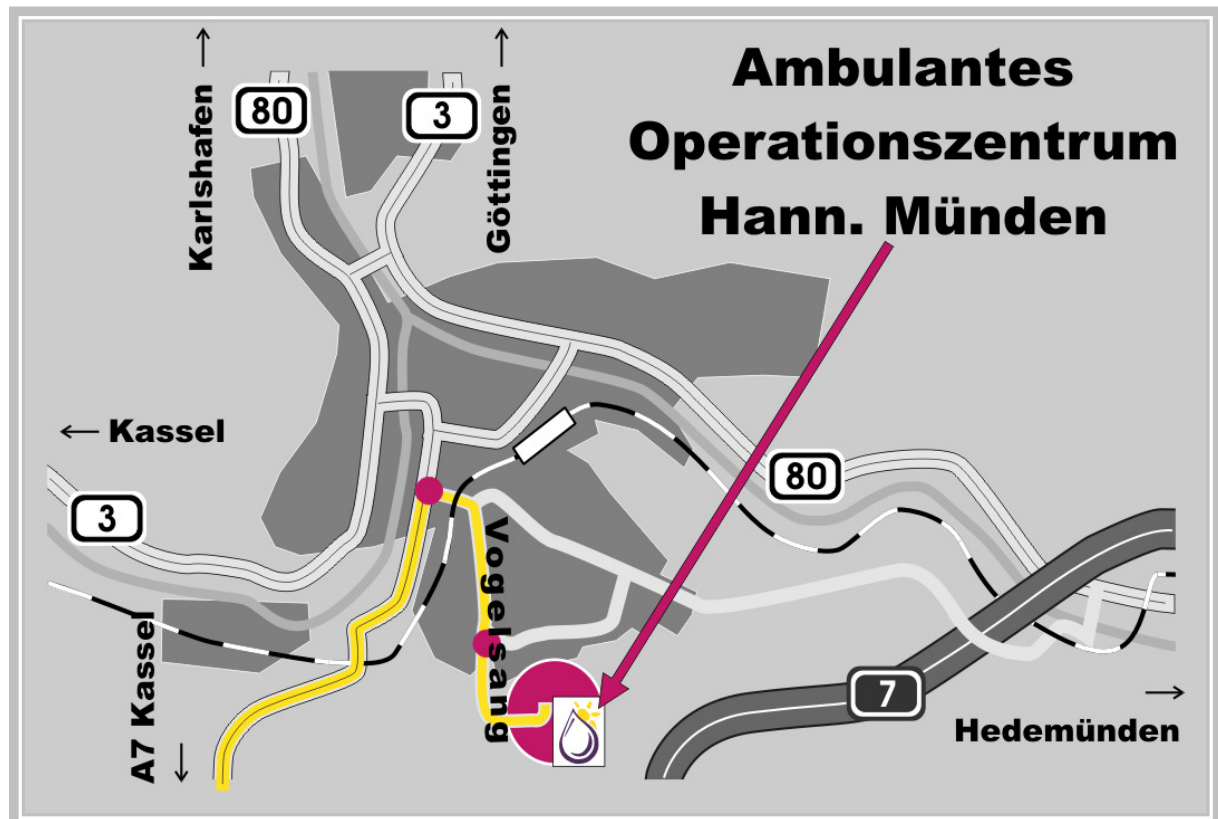 Ambulantes
Operationszentrum
Hann. Münden
Karlshafen
80
3
Göttingen
Kassel
3
80
Vogelsang
A7 Kassel
7
Hedemünden